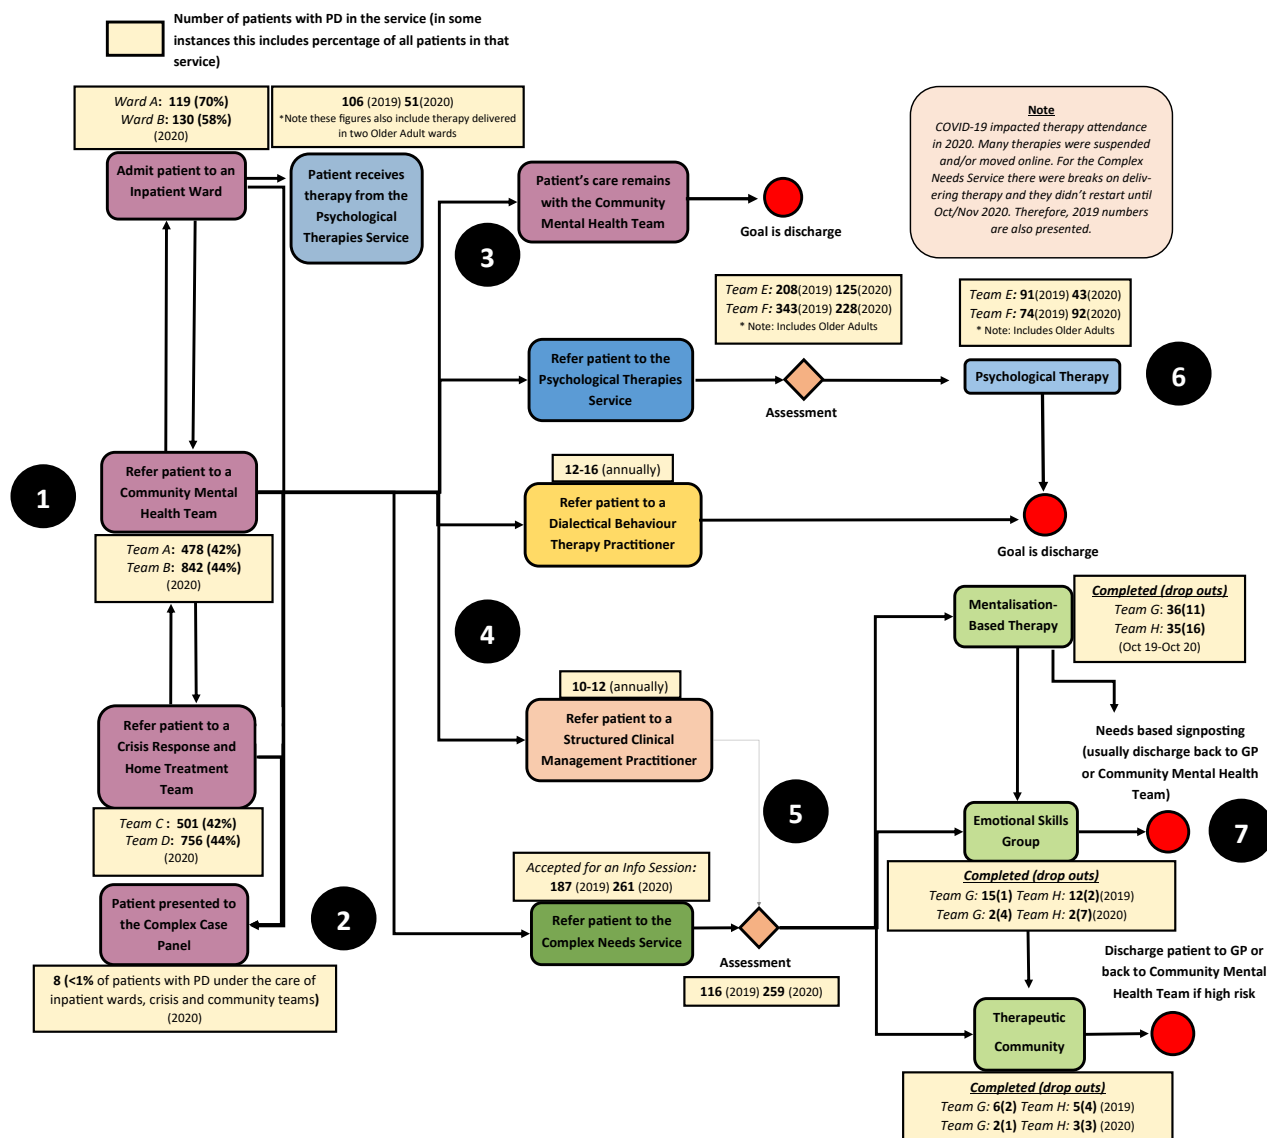 Number of patients with PD in the service (in some
instances this includes percentage of all patients in that
service)
Ward A: 119 (70%)
Ward B: 130 (58%)
(2020)
106 (2019) 51(2020)
*Note these figures also include therapy delivered
in two Older Adult wards
Note
COVID-19 impacted therapy attendance
in 2020. Many therapies were suspended
and/or moved online. For the Complex
Needs Service there were breaks on deliv-
ering therapy and they didn't restart until
Oct/Nov 2020. Therefore, 2019 numbers
are also presented.
Admit patient to an
Inpatient Ward
Patient receives
therapy from the
Psychological
Therapies Service
Patient's care remains
with the Community
Mental Health Team
Goal is discharge
3
Team E: 208(2019) 125(2020)
Team F: 343(2019) 228(2020)
* Note: Includes Older Adults
Team E: 91(2019) 43(2020)
Team F: 74(2019) 92(2020)
* Note: Includes Older Adults
Refer patient to the
Psychological Therapies
Service
Assessment
Psychological Therapy
6
1
Refer patient to a
Community Mental
Health Team
Team A: 478 (42%)
Team B: 842 (44%)
(2020)
12-16 (annually)
Refer patient to a
Dialectical Behaviour
Therapy Practitioner
Goal is discharge
4
Mentalisation-
Based Therapy
Completed (drop outs)
Team G: 36(11)
Team H: 35(16)
(Oct 19-Oct 20)
10-12 (annually)
Refer patient to a
Structured Clinical
Management Practitioner
Refer patient to a
Crisis Response and
Home Treatment
Team
Team C : 501 (42%)
Team D: 756 (44%)
(2020)
Needs based signposting
(usually discharge back to GP
or Community Mental Health
Team)
5
Emotional Skills
Group
7
Completed (drop outs)
Team G: 15(1) Team H: 12(2)(2019)
Team G: 2(4) Team H: 2(7)(2020)
Accepted for an Info Session:
187 (2019) 261 (2020)
Refer patient to the
Complex Needs Service
Assessment
116 (2019) 259 (2020)
Patient presented to
the Complex Case
Panel
2
8 (<1% of patients with PD under the care of
inpatient wards, crisis and community teams)
(2020)
Discharge patient to GP or
back to Community Mental
Health Team if high risk
Therapeutic
Community
Completed (drop outs)
Team G: 6(2) Team H: 5(4) (2019)
Team G: 2(1) Team H: 3(3) (2020)